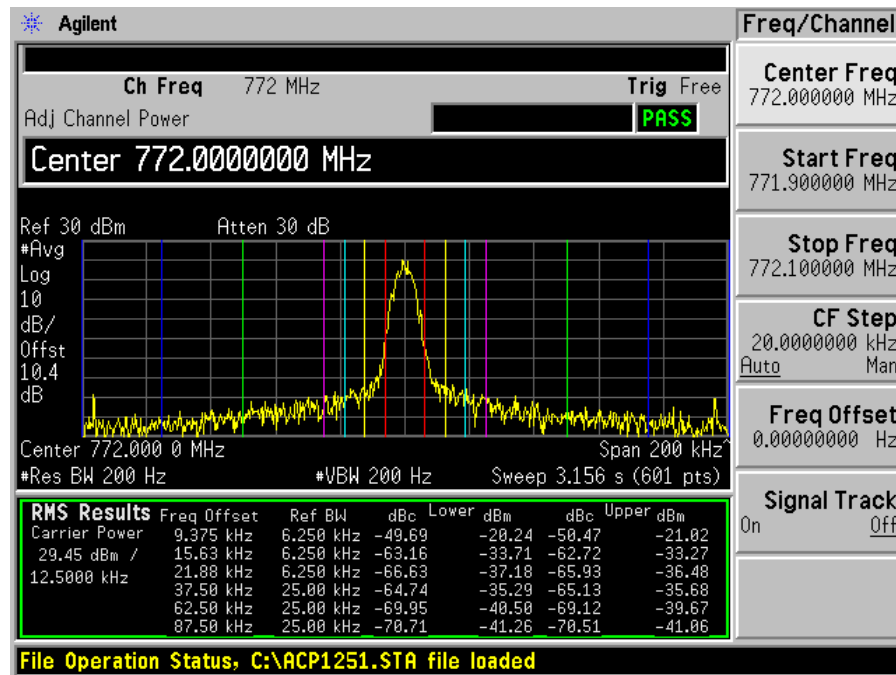 Agilent
Freq/Channel
Ch Freq 772 MHz Trig Free
Adj Channel Power PASS
Center 772.0000000 MHz
Ref 30 dBm Atten 30 dB
#Avg
Log
10
dB/
Offst
10.4
dB
Center 772.000 0 MHz Span 200 kHz^
#Res BW 200 Hz #VBW 200 Hz Sweep 3.156 s (601 pts)
RMS Results Freq Offset Ref BW dBc Lower dBm dBc Upper dBm
Carrier Power 9.375 kHz 6.250 kHz -49.69 -20.24 -50.47 -21.02
29.45 dBm / 15.63 kHz 6.250 kHz -63.16 -33.71 -62.72 -33.27
12.5000 kHz 21.88 kHz 6.250 kHz -66.63 -37.18 -65.93 -36.48
37.50 kHz 25.00 kHz -64.74 -35.29 -65.13 -35.68
62.50 kHz 25.00 kHz -69.95 -40.50 -69.12 -39.67
87.50 kHz 25.00 kHz -70.71 -41.26 -70.51 -41.06
Center Freq
772.000000 MHz
Start Freq
771.900000 MHz
Stop Freq
772.100000 MHz
CF Step
20.0000000 kHz
Auto Man
Freq Offset
0.00000000 Hz
Signal Track
On Off
File Operation Status, C:\ACP1251.STA file loaded